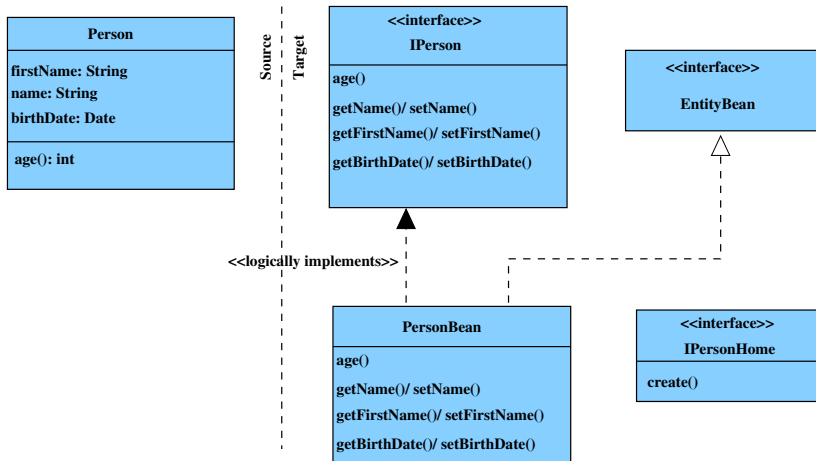 Person
firstName: String
name: String
birthDate: Date
age(): int
Source
Target
<<interface>>
IPerson
age()
getName()/ setName()
getFirstName()/ setFirstName()
getBirthDate()/ setBirthDate()
<<interface>>
EntityBean
<<logically implements>>
PersonBean
age()
getName()/ setName()
getFirstName()/ setFirstName()
getBirthDate()/ setBirthDate()
<<interface>>
IPersonHome
create()